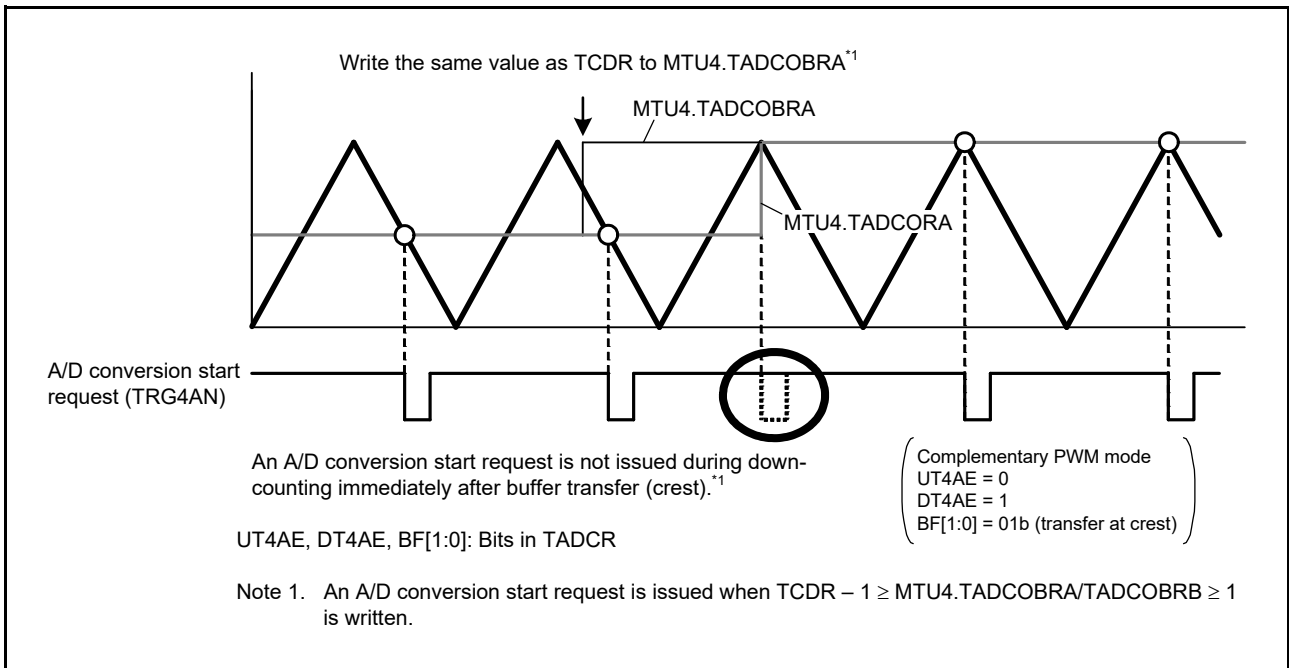 Write the same value as TCDR to MTU4.TADCOBRA*1
MTU4.TADCOBRA
MTU4.TADCORA
A/D conversion start
request (TRG4AN)
An A/D conversion start request is not issued during down-
counting immediately after buffer transfer (crest).*1
Complementary PWM mode
UT4AE = 0
DT4AE = 1
BF[1:0] = 01b (transfer at crest)
UT4AE, DT4AE, BF[1:0]: Bits in TADCR
Note 1. An A/D conversion start request is issued when TCDR – 1 ≥ MTU4.TADCOBRA/TADCOBRB ≥ 1
is written.